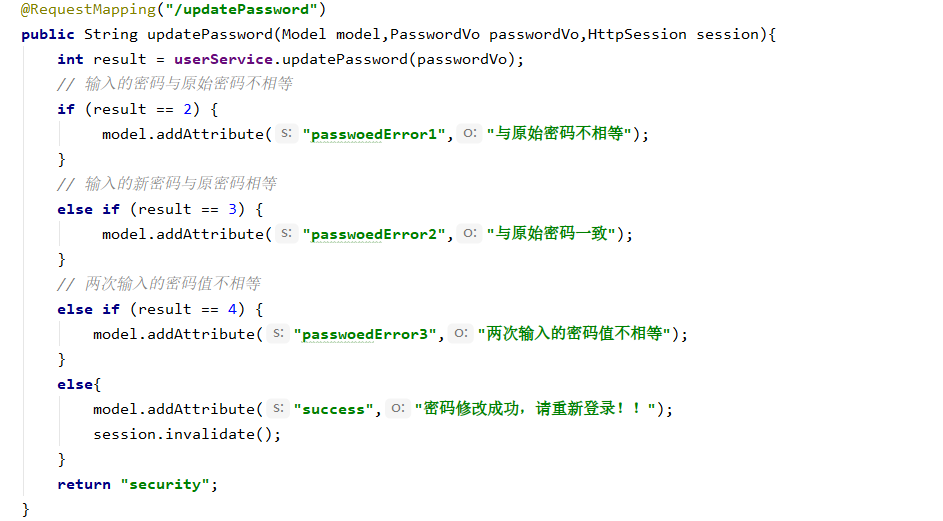 @RequestMapping("/updatePassword")
public String updatePassword(Model model,PasswordVo passwordVo,HttpSession session){
int result = userService.updatePassword(passwordVo);
// 输入的密码与原始密码不相等
if (result == 2) {
model.addAttribute( s: "passwoedError1", o: "与原始密码不相等");
}
// 输入的新密码与原密码相等
else if (result == 3) {
model.addAttribute( s: "passwoedError2", o: "与原始密码一致");
}
// 两次输入的密码值不相等
else if (result == 4) {
model.addAttribute( s: "passwoedError3", o: "两次输入的密码值不相等");
}
else{
model.addAttribute( s: "success", o: "密码修改成功，请重新登录！！");
session.invalidate();
}
return "security";
}